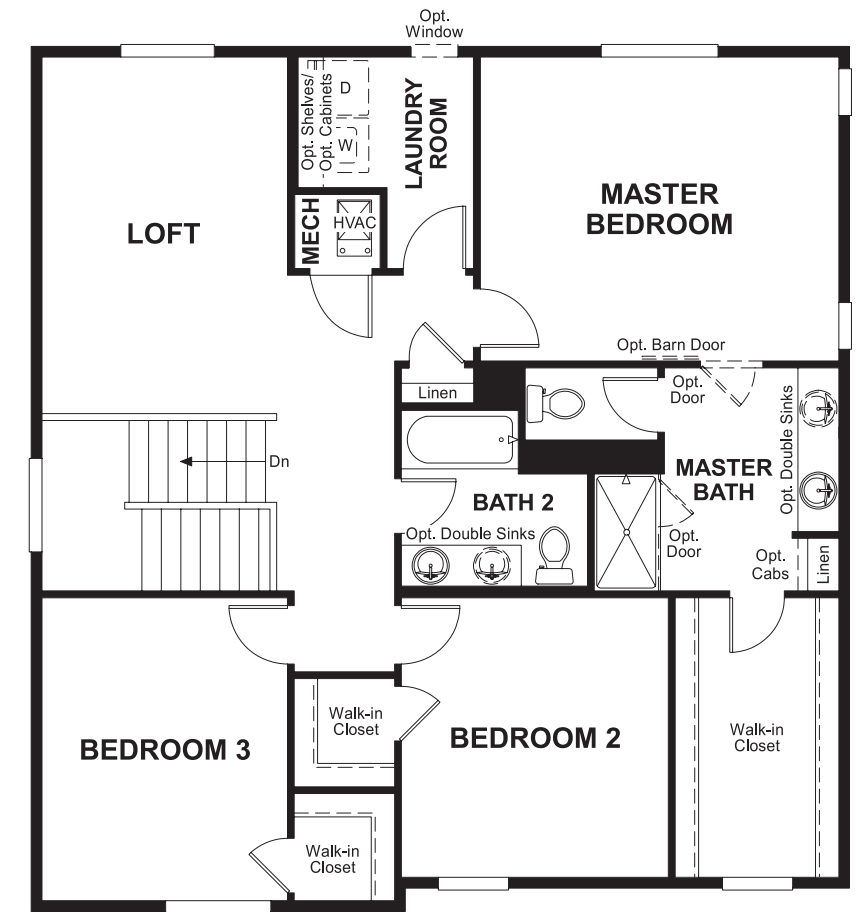 Opt.
Window
Opt. Shelves/
Opt. Cabinets
D
W
LAUNDRY
ROOM
MASTER
BEDROOM
LOFT
MECH
HVAC
Opt. Barn Door
Linen
Opt.
Door
Opt. Double Sinks
Dn
MASTER
BATH
BATH 2
Opt. Double Sinks
Opt.
Door
Opt.
Cabs
Linen
Walk-in
Closet
BEDROOM 3
BEDROOM 2
Walk-in
Closet
Walk-in
Closet